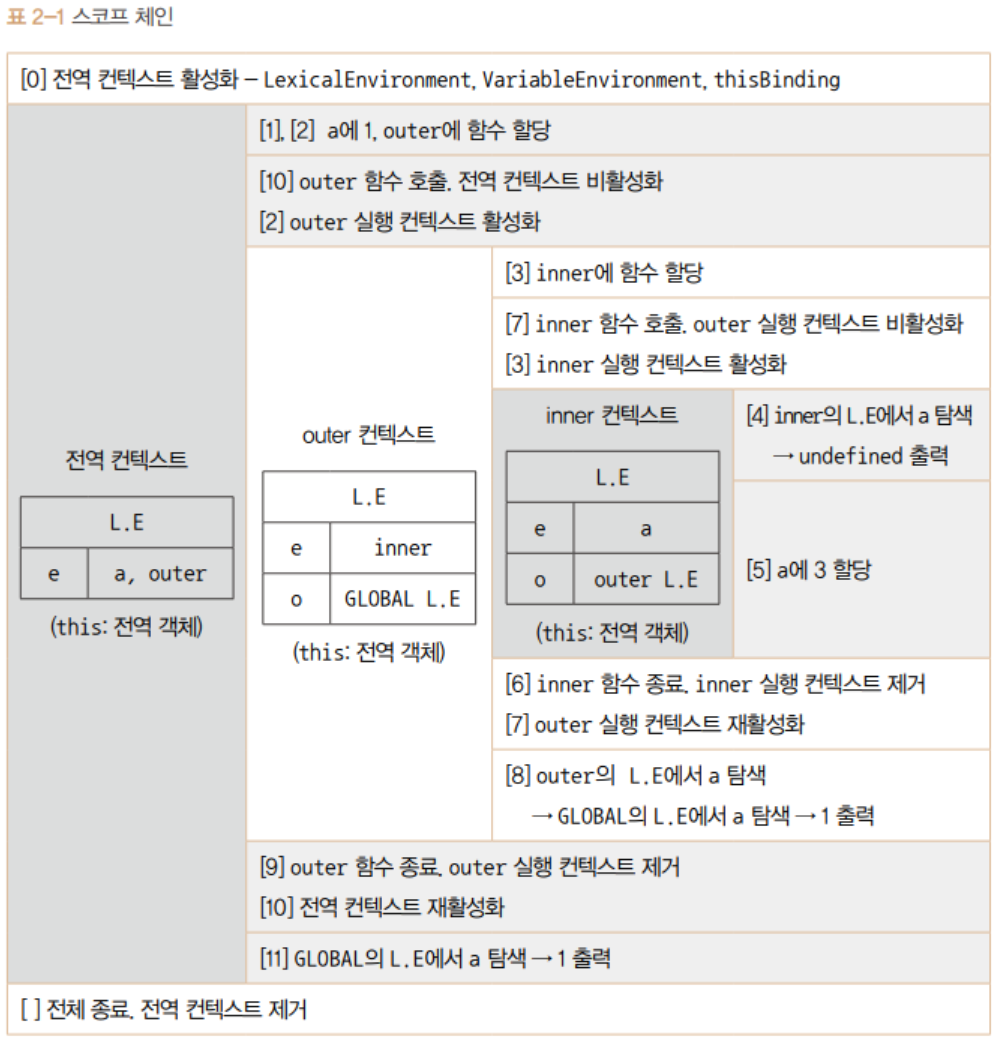 표 2-1 스코프 체인
[0] 전역 컨텍스트 활성화 – LexicalEnvironment, VariableEnvironment, thisBinding
[1], [2] a에 1, outer에 함수 할당
[10] outer 함수 호출. 전역 컨텍스트 비활성화
[2] outer 실행 컨텍스트 활성화
[3] inner에 함수 할당
[7] inner 함수 호출. outer 실행 컨텍스트 비활성화
[3] inner 실행 컨텍스트 활성화
전역 컨텍스트
L.E
e a, outer
(this: 전역 객체)
outer 컨텍스트
L.E
e inner
o GLOBAL L.E
(this: 전역 객체)
inner 컨텍스트
L.E
e a
o outer L.E
(this: 전역 객체)
[4] inner의 L.E에서 a 탐색
→ undefined 출력
[5] a에 3 할당
[6] inner 함수 종료. inner 실행 컨텍스트 제거
[7] outer 실행 컨텍스트 재활성화
[8] outer의 L.E에서 a 탐색
→ GLOBAL의 L.E에서 a 탐색 → 1 출력
[9] outer 함수 종료. outer 실행 컨텍스트 제거
[10] 전역 컨텍스트 재활성화
[11] GLOBAL의 L.E에서 a 탐색 → 1 출력
[ ] 전체 종료. 전역 컨텍스트 제거